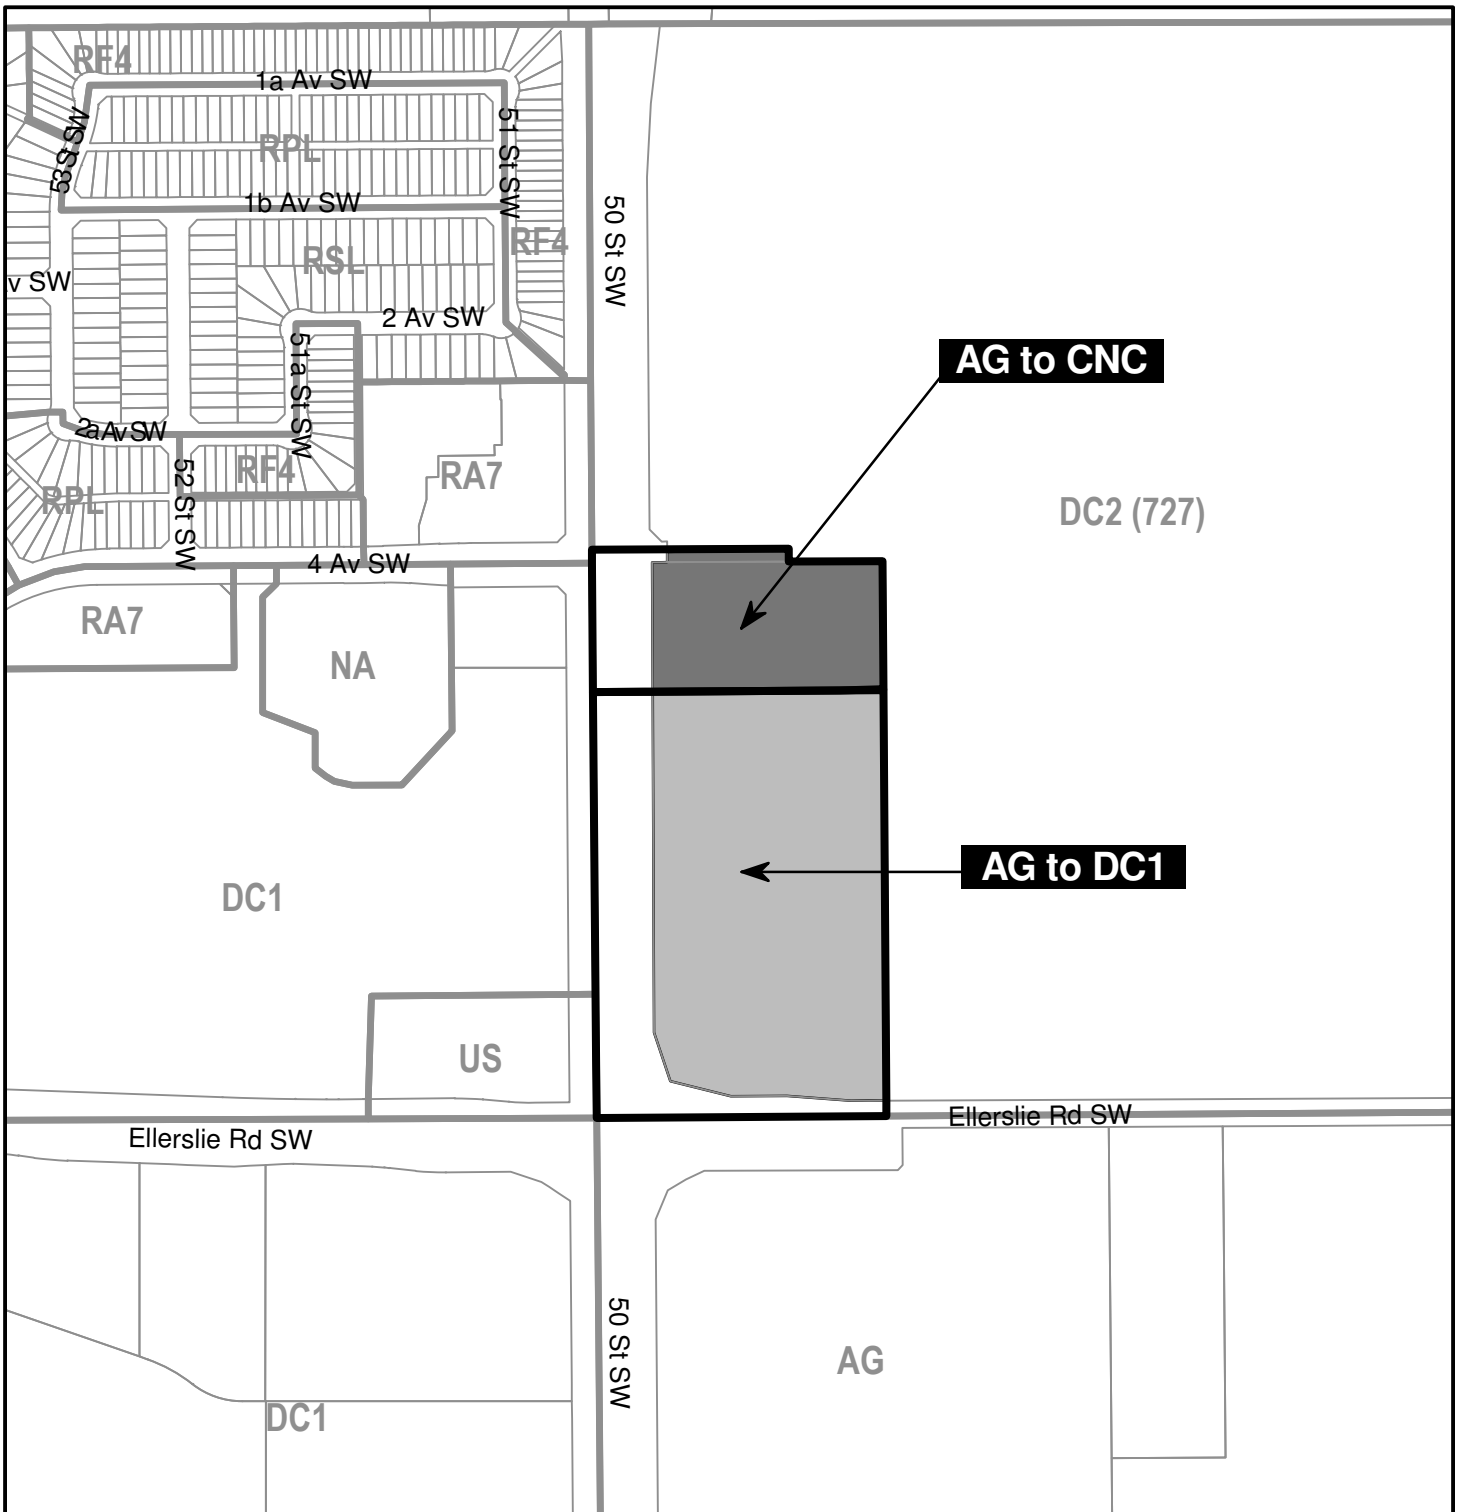 RF4
1a Av SW
53 St SW
51 St SW
RPL
1b Av SW
50 St SW
RF4
RSL
v SW
2 Av SW
51a St SW
AG to CNC
2a Av SW
RF4
52 St SW
RA7
RPL
DC2 (727)
4 Av SW
RA7
NA
AG to DC1
DC1
US
Ellerslie Rd SW
Ellerslie Rd SW
50 St SW
AG
DC1